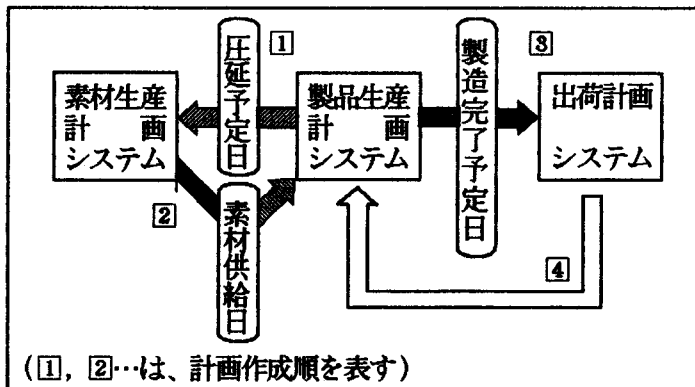 圧延予定日
1
製造完了予定日
3
素材生産
計画
システム
製品生産
計画
システム
出荷計画
システム
2
素材供給日
4
(1, 2…は、計画作成順を表す)